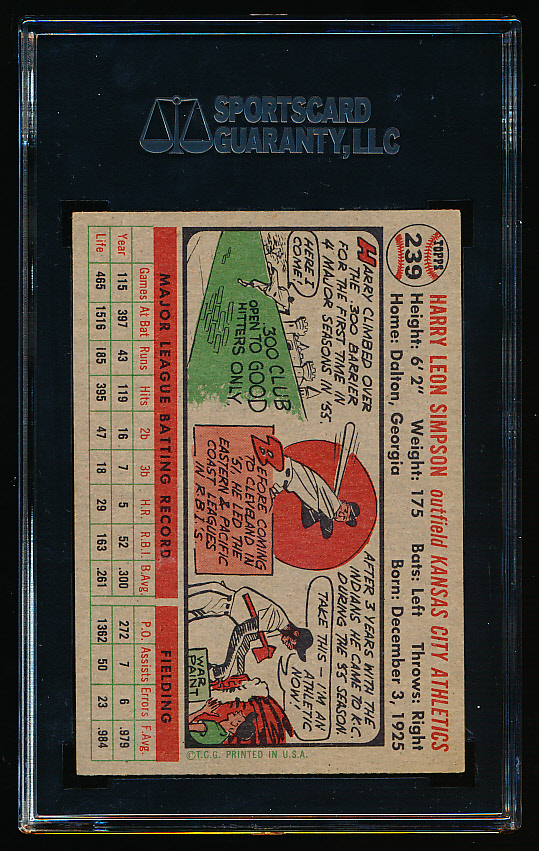 SPORTSCARD
GUARANTY, LLC
TOPPS
239
HARRY LEON SIMPSON outfield KANSAS CITY ATHLETICS
Height: 6' 2" Weight: 175 Bats: Left Throws: Right
Home: Dalton, Georgia Born: December 3, 1925
HARRY CLIMBED OVER
THE .300 BARRIER
FOR THE FIRST TIME IN
4 MAJOR SEASONS IN '55.
HERE I
COME!
300 CLUB
OPEN TO GOOD
HITTERS ONLY
BEFORE COMING
TO CLEVELAND IN
'51, HE LED THE
EASTERN & PACIFIC
COAST LEAGUES
IN R.B.I.'S
AFTER 3 YEARS WITH THE
INDIANS HE CAME TO K.C.
DURING THE '55 SEASON.
TAKE THIS! I'M AN
ATHLETIC
NOW!
WAR
PAINT
©T.C.G. PRINTED IN U.S.A.
MAJOR LEAGUE BATTING RECORD FIELDING
Games At Bat Runs Hits 2b 3b H.R. R.B.I. B.Avg. P.O. Assists Errors F.Avg.
Year 115 397 43 119 16 7 5 52 .300 272 7 6 .979
Life 465 1516 185 395 47 18 29 163 .261 1362 50 23 .984